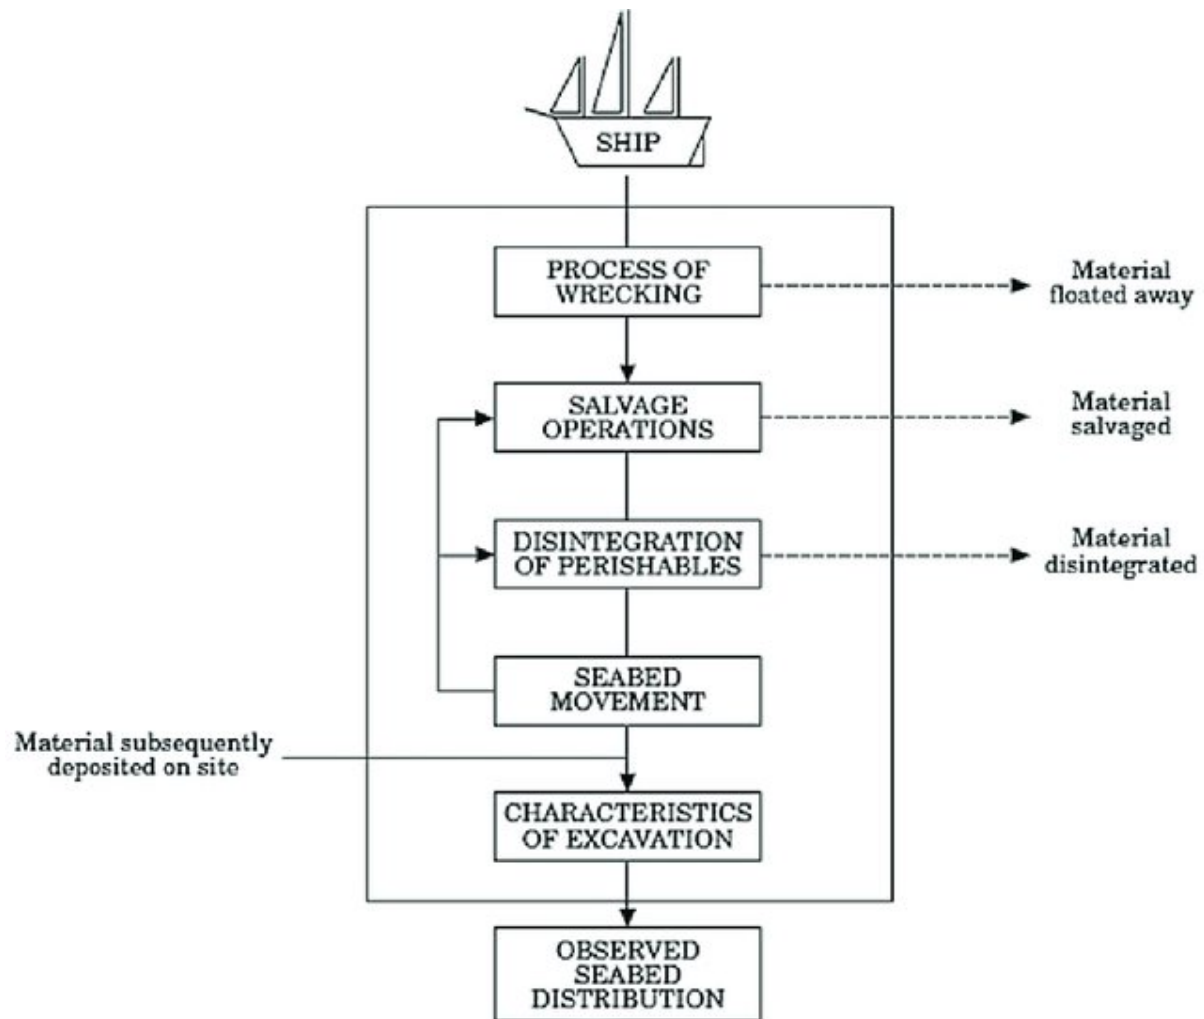 SHIP
PROCESS OF
WRECKING
Material
floated away
SALVAGE
OPERATIONS
Material
salvaged
DISINTEGRATION
OF PERISHABLES
Material
disintegrated
SEABED
MOVEMENT
Material subsequently
deposited on site
CHARACTERISTICS
OF EXCAVATION
OBSERVED
SEABED
DISTRIBUTION